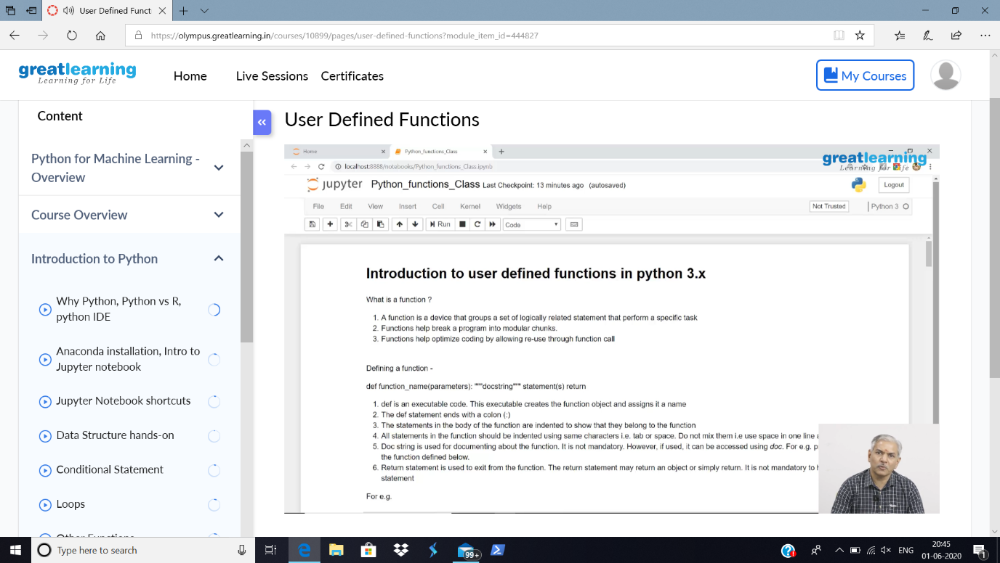 User Defined Funct
https://olympus.greatlearning.in/courses/10899/pages/user-defined-functions?module_item_id=444827
greatlearning
Learning for Life
Home Live Sessions Certificates
My Courses
Content
Python for Machine Learning -
Overview
Course Overview
Introduction to Python
Why Python, Python vs R,
python IDE
Anaconda installation, Intro to
Jupyter notebook
Jupyter Notebook shortcuts
Data Structure hands-on
Conditional Statement
Loops
Other Functions
User Defined Functions
Home Python_functions_Class
localhost:8888/notebooks/Python_functions_Class.ipynb
greatlearning
Learning for Life
jupyter Python_functions_Class Last Checkpoint: 13 minutes ago (autosaved)
Logout
File Edit View Insert Cell Kernel Widgets Help
Not Trusted Python 3
Run Code
Introduction to user defined functions in python 3.x
What is a function ?
1. A function is a device that groups a set of logically related statement that perform a specific task
2. Functions help break a program into modular chunks.
3. Functions help optimize coding by allowing re-use through function call
Defining a function -
def function_name(parameters): """docstring""" statement(s) return
1. def is an executable code. This executable creates the function object and assigns it a name
2. The def statement ends with a colon (:)
3. The statements in the body of the function are indented to show that they belong to the function
4. All statements in the function should be indented using same characters i.e. tab or space. Do not mix them i.e use space in one line
5. Doc string is used for documenting about the function. It is not mandatory. However, if used, it can be accessed using doc. For e.g. p
the function defined below.
6. Return statement is used to exit from the function. The return statement may return an object or simply return. It is not mandatory to
statement
For e.g.
Type here to search
99+
ENG
20:45
01-06-2020
1